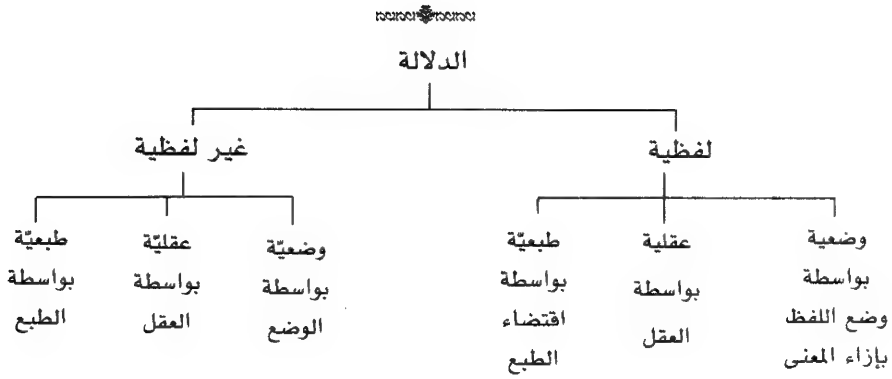 الدلالة
لفظية
غير لفظية
وضعية
بواسطة
وضع اللفظ
بإزاء المعنى
عقلية
بواسطة
العقل
طبعيّة
بواسطة
اقتضاء
الطبع
وضعيّة
بواسطة
الوضع
عقليّة
بواسطة
العقل
طبعيّة
بواسطة
الطبع